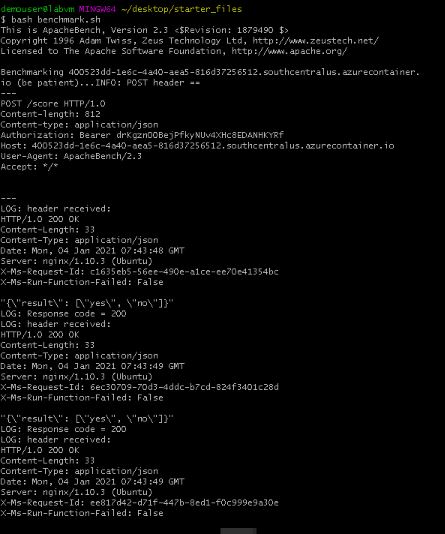 demouser@labvm MINGW64 ~/desktop/starter_files
$ bash benchmark.sh
This is ApacheBench, Version 2.3 <$Revision: 1879490 $>
Copyright 1996 Adam Twiss, Zeus Technology Ltd, http://www.zeustech.net/
Licensed to The Apache Software Foundation, http://www.apache.org/

Benchmarking 400523dd-1e6c-4a40-aea5-816d37256512.southcentralus.azurecontainer.
io (be patient)...INFO: POST header ==
---
POST /score HTTP/1.0
Content-length: 812
Content-type: application/json
Authorization: Bearer drKgznOOBejPfkyNUv4XHc8EDANHKYRf
Host: 400523dd-1e6c-4a40-aea5-816d37256512.southcentralus.azurecontainer.io
User-Agent: ApacheBench/2.3
Accept: */*


---
LOG: header received:
HTTP/1.0 200 OK
Content-Length: 33
Content-Type: application/json
Date: Mon, 04 Jan 2021 07:43:48 GMT
Server: nginx/1.10.3 (Ubuntu)
X-Ms-Request-Id: c1635eb5-56ee-490e-a1ce-ee70e41354bc
X-Ms-Run-Function-Failed: False

"{\"result\": [\"yes\", \"no\"]}"
LOG: Response code = 200
LOG: header received:
HTTP/1.0 200 OK
Content-Length: 33
Content-Type: application/json
Date: Mon, 04 Jan 2021 07:43:49 GMT
Server: nginx/1.10.3 (Ubuntu)
X-Ms-Request-Id: 6ec30709-70d3-4ddc-b7cd-824f3401c28d
X-Ms-Run-Function-Failed: False

"{\"result\": [\"yes\", \"no\"]}"
LOG: Response code = 200
LOG: header received:
HTTP/1.0 200 OK
Content-Length: 33
Content-Type: application/json
Date: Mon, 04 Jan 2021 07:43:49 GMT
Server: nginx/1.10.3 (Ubuntu)
X-Ms-Request-Id: ee817d42-d71f-447b-8ed1-f0c999e9a30e
X-Ms-Run-Function-Failed: False